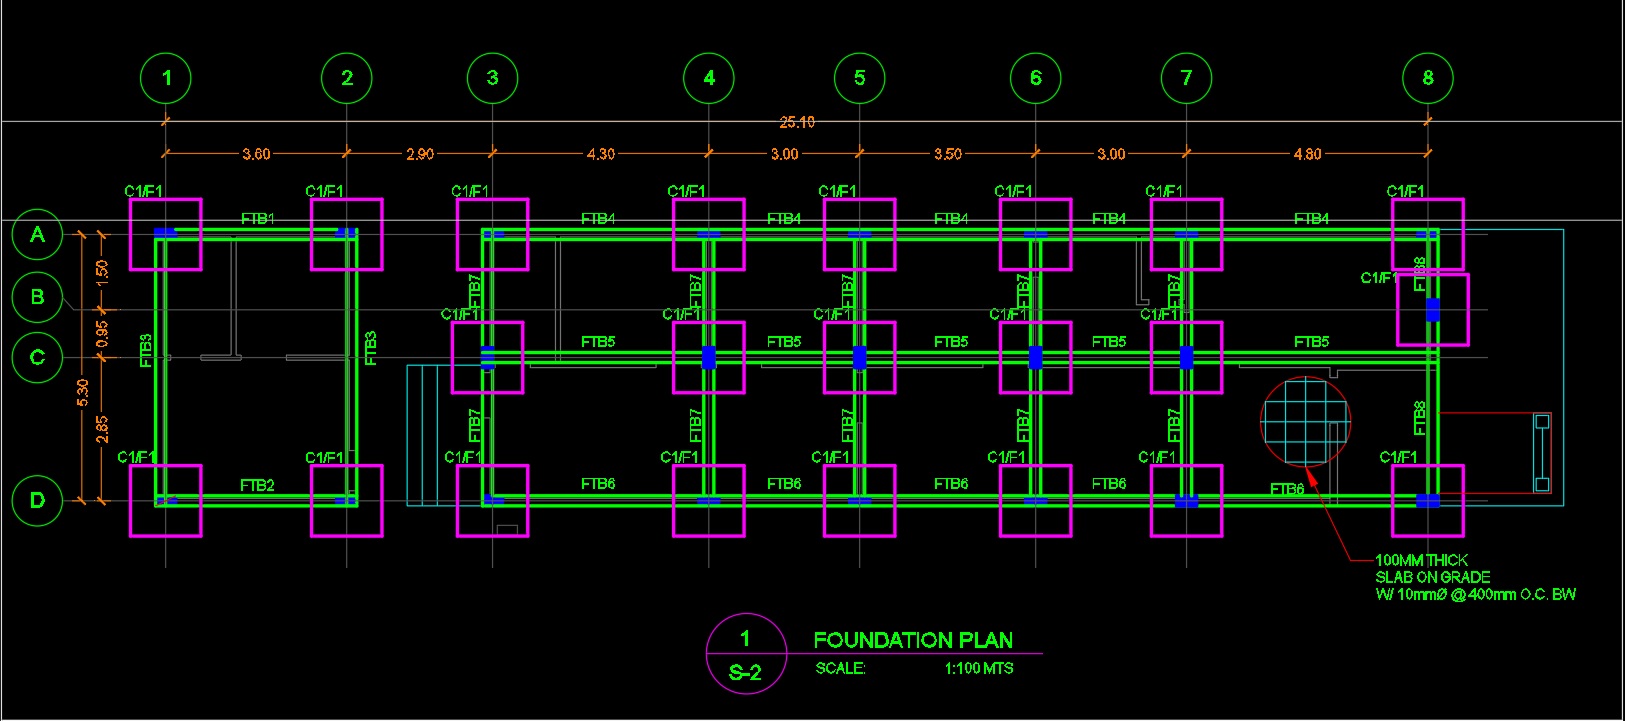 1 2 3 4 5 6 7 8
25.10
3.60 2.90 4.30 3.00 3.50 3.00 4.80
C1/F1 C1/F1 C1/F1 C1/F1 C1/F1 C1/F1 C1/F1 C1/F1
FTB1 FTB4 FTB4 FTB4 FTB4 FTB4
A
1.50
FTB7 FTB7 FTB7 FTB7 FTB7 FTB8
C1/F1
B
C1/F1 C1/F1 C1/F1 C1/F1 C1/F1
0.95
FTB3 FTB3
FTB5 FTB5 FTB5 FTB5 FTB5
C
5.30
2.85
FTB7 FTB7 FTB7 FTB7 FTB7 FTB8
C1/F1 C1/F1 C1/F1 C1/F1 C1/F1 C1/F1 C1/F1 C1/F1
FTB2 FTB6 FTB6 FTB6 FTB6 FTB6
D
100MM THICK
SLAB ON GRADE
W/ 10mmØ @ 400mm O.C. BW
1
S-2
FOUNDATION PLAN
SCALE: 1:100 MTS